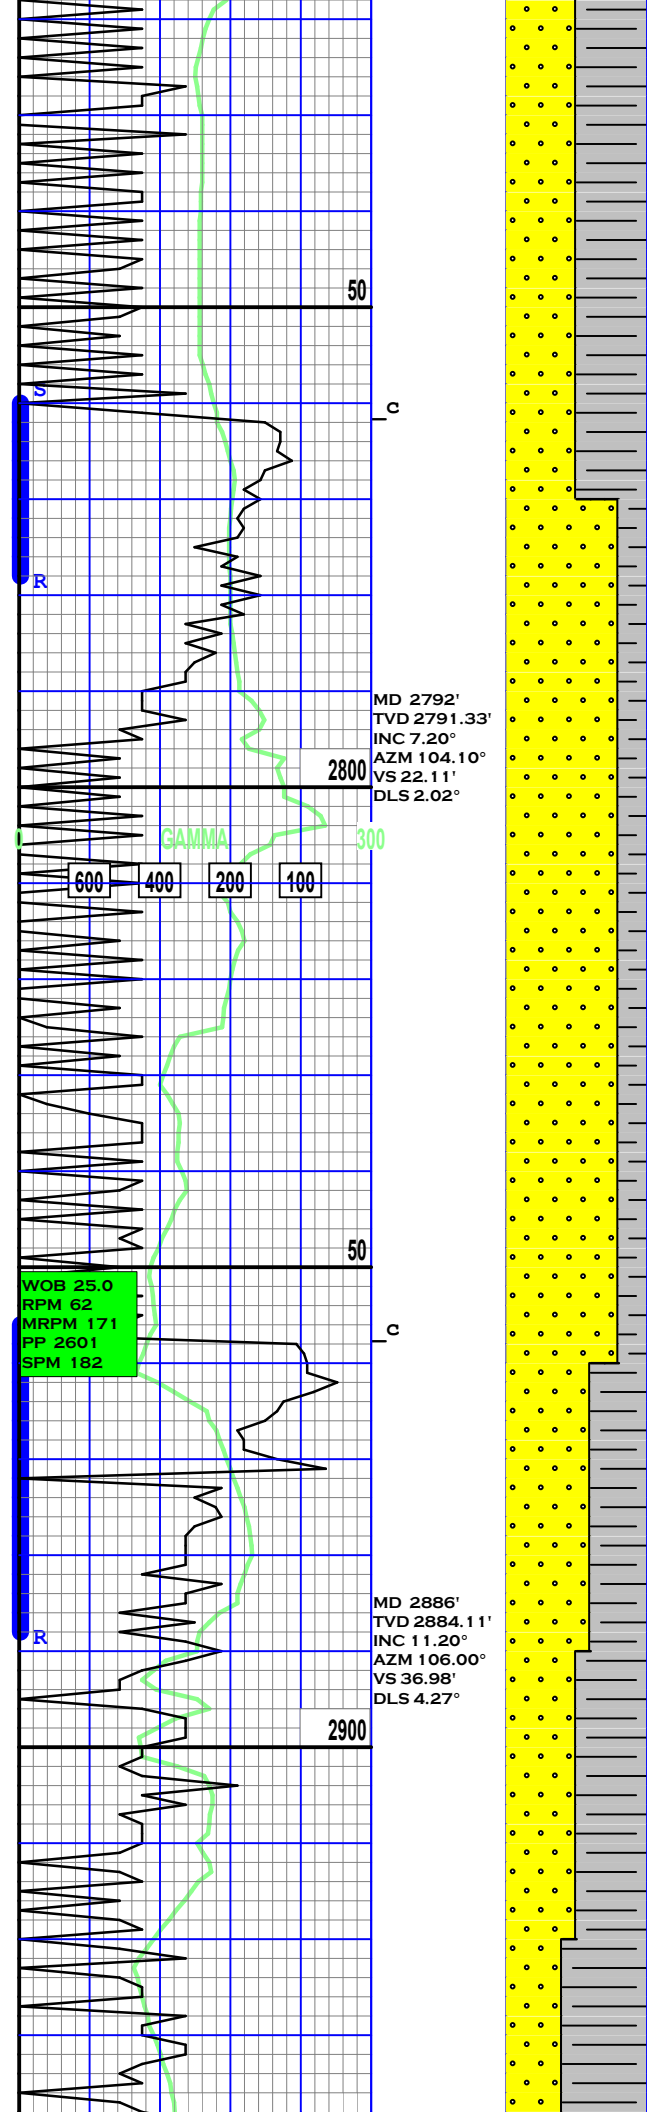 50
S
C
R
MD 2792'
TVD 2791.33'
INC 7.20°
AZM 104.10°
VS 22.11'
DLS 2.02°
2800
0 GAMMA 300
600 400 200 100
50
WOB 25.0
RPM 62
MRPM 171
PP 2601
SPM 182
C
MD 2886'
TVD 2884.11'
INC 11.20°
AZM 106.00°
VS 36.98'
DLS 4.27°
R
2900